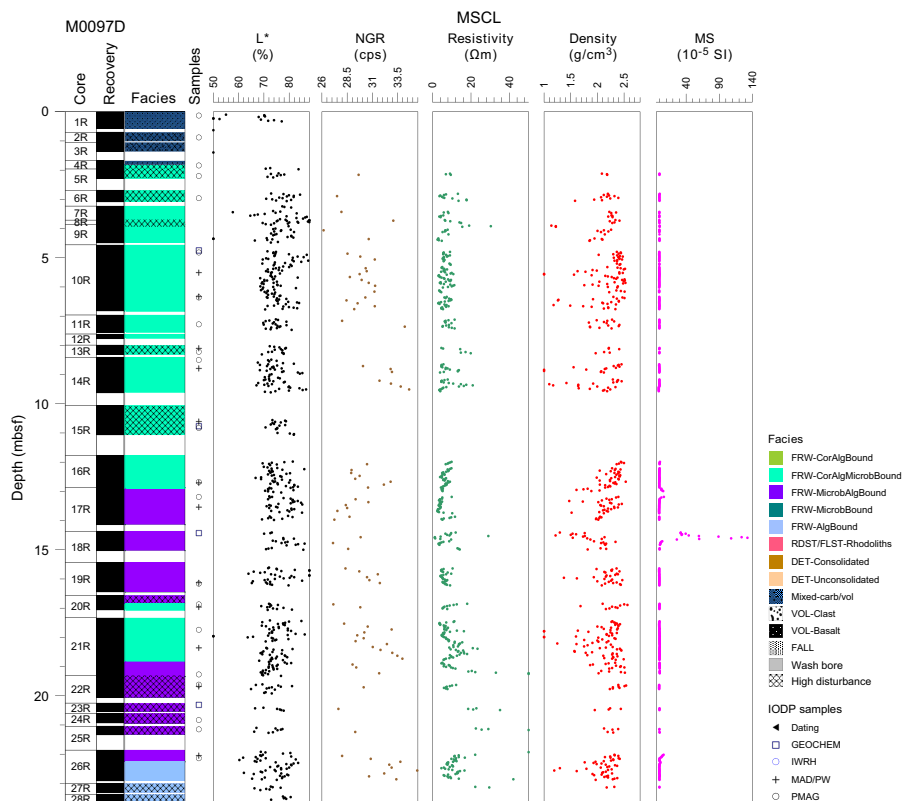 M0097D
MSCL
Core
Recovery
Facies
Samples
L*
(%)
NGR
(cps)
Resistivity
(Ωm)
Density
(g/cm3)
MS
(10-5 SI)
50 60 70 80
26 28.5 31 33.5
0 20 40
1 1.5 2 2.5
40 90 140
Depth (mbsf)
0
5
10
15
20
1R
2R
3R
4R
5R
6R
7R
8R
9R
10R
11R
12R
13R
14R
15R
16R
17R
18R
19R
20R
21R
22R
23R
24R
25R
26R
27R
28R
Facies
FRW-CorAlgBound
FRW-CorAlgMicrobBound
FRW-MicrobAlgBound
FRW-MicrobBound
FRW-AlgBound
RDST/FLST-Rhodoliths
DET-Consolidated
DET-Unconsolidated
Mixed-carb/vol
VOL-Clast
VOL-Basalt
FALL
Wash bore
High disturbance
IODP samples
Dating
GEOCHEM
IWRH
MAD/PW
PMAG